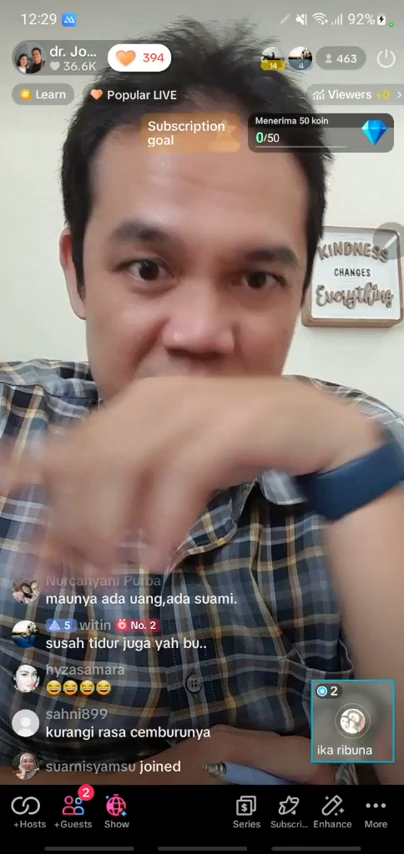 12:29
92%
dr. Jo...
36.6K
394
14
4
463
Learn
Popular LIVE
Viewers +0
Subscription
goal
Menerima 50 koin
0/50
KINDNESS
CHANGES
Everything
Nurcahyani Purba
maunya ada uang,ada suami.
5 witin No. 2
susah tidur juga yah bu..
hyzasamara
😂😂😂😂
sahni899
kurangi rasa cemburunya
suarnisyamsu joined
2
ika ribuna
2
+Hosts
+Guests
Show
Series
Subscri...
Enhance
More